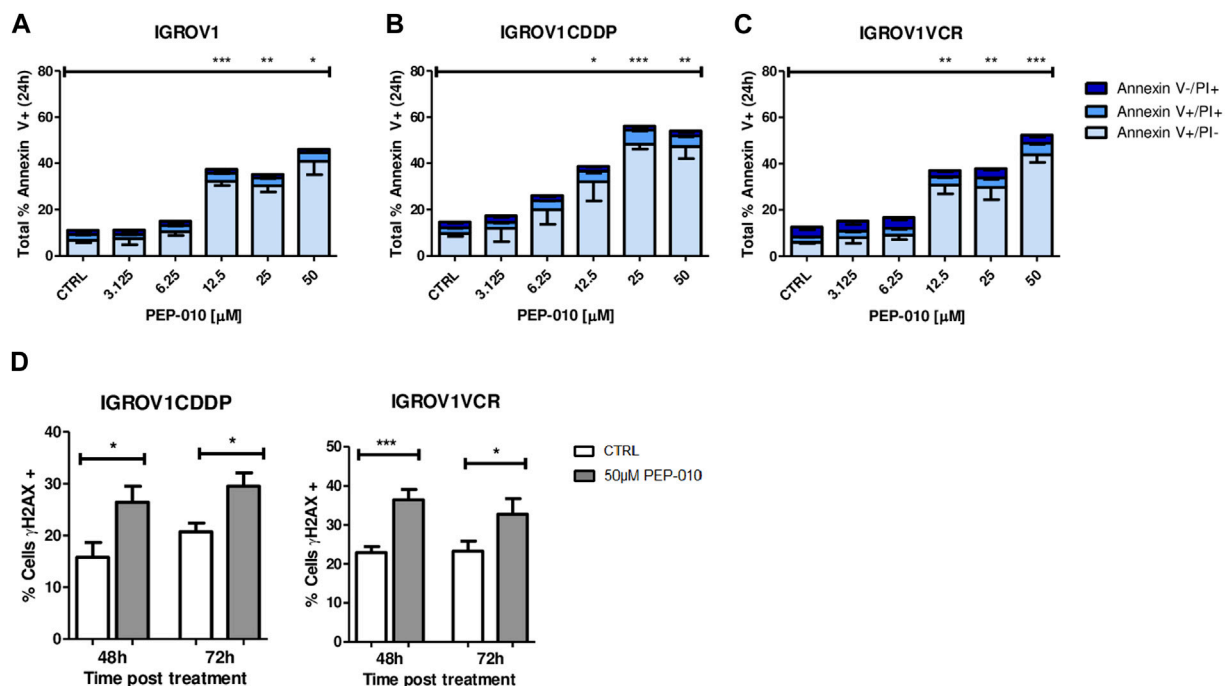 A
IGROV1
Total % Annexin V+ (24h)
80
60
40
20
0
*** ** *
CTRL 3.125 6.25 12.5 25 50
PEP-010 [µM]
B
IGROV1CDDP
Total % Annexin V+ (24h)
80
60
40
20
0
* *** **
CTRL 3.125 6.25 12.5 25 50
PEP-010 [µM]
C
IGROV1VCR
Total % Annexin V+ (24h)
80
60
40
20
0
** ** ***
CTRL 3.125 6.25 12.5 25 50
PEP-010 [µM]
Annexin V-/PI+
Annexin V+/PI+
Annexin V+/PI-
D
IGROV1CDDP
% Cells γH2AX +
40
30
20
10
0
* *
48h 72h
Time post treatment
IGROV1VCR
% Cells γH2AX +
50
40
30
20
10
0
*** *
48h 72h
Time post treatment
CTRL
50µM PEP-010